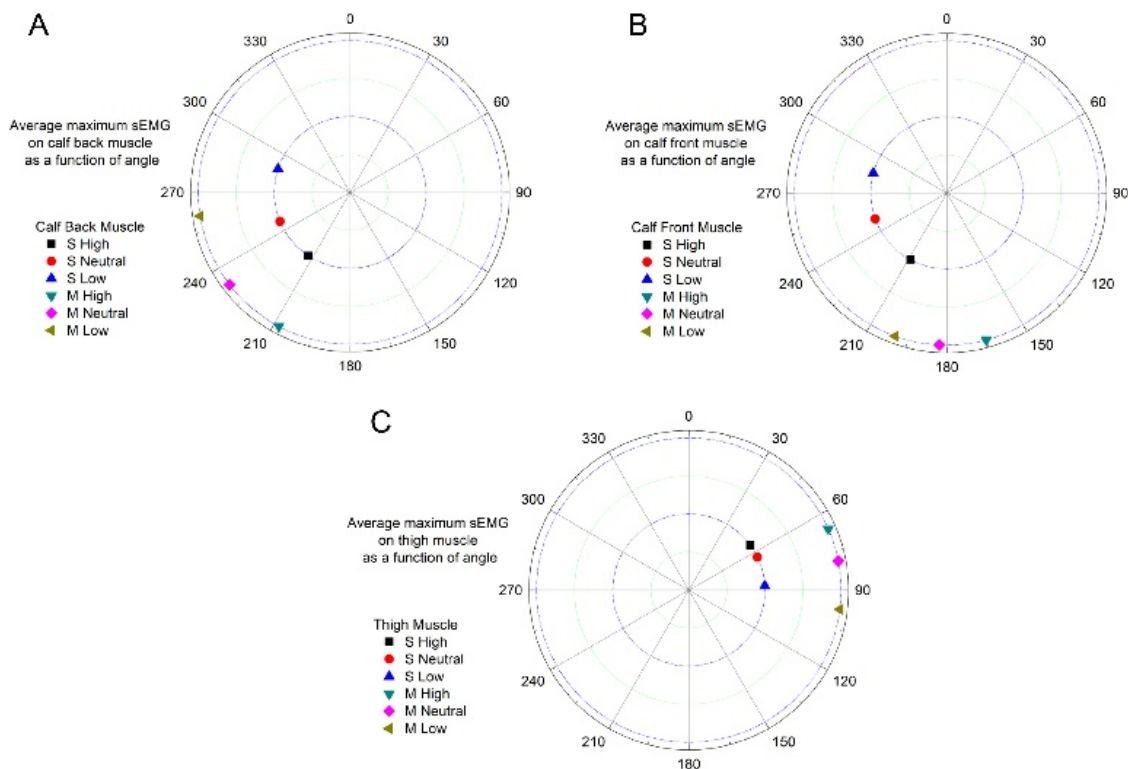 A
0
30
60
90
120
150
180
210
240
270
300
330
Average maximum sEMG
on calf back muscle
as a function of angle
Calf Back Muscle
S High
S Neutral
S Low
M High
M Neutral
M Low
B
0
30
60
90
120
150
180
210
240
270
300
330
Average maximum sEMG
on calf front muscle
as a function of angle
Calf Front Muscle
S High
S Neutral
S Low
M High
M Neutral
M Low
C
0
30
60
90
120
150
180
210
240
270
300
330
Average maximum sEMG
on thigh muscle
as a function of angle
Thigh Muscle
S High
S Neutral
S Low
M High
M Neutral
M Low